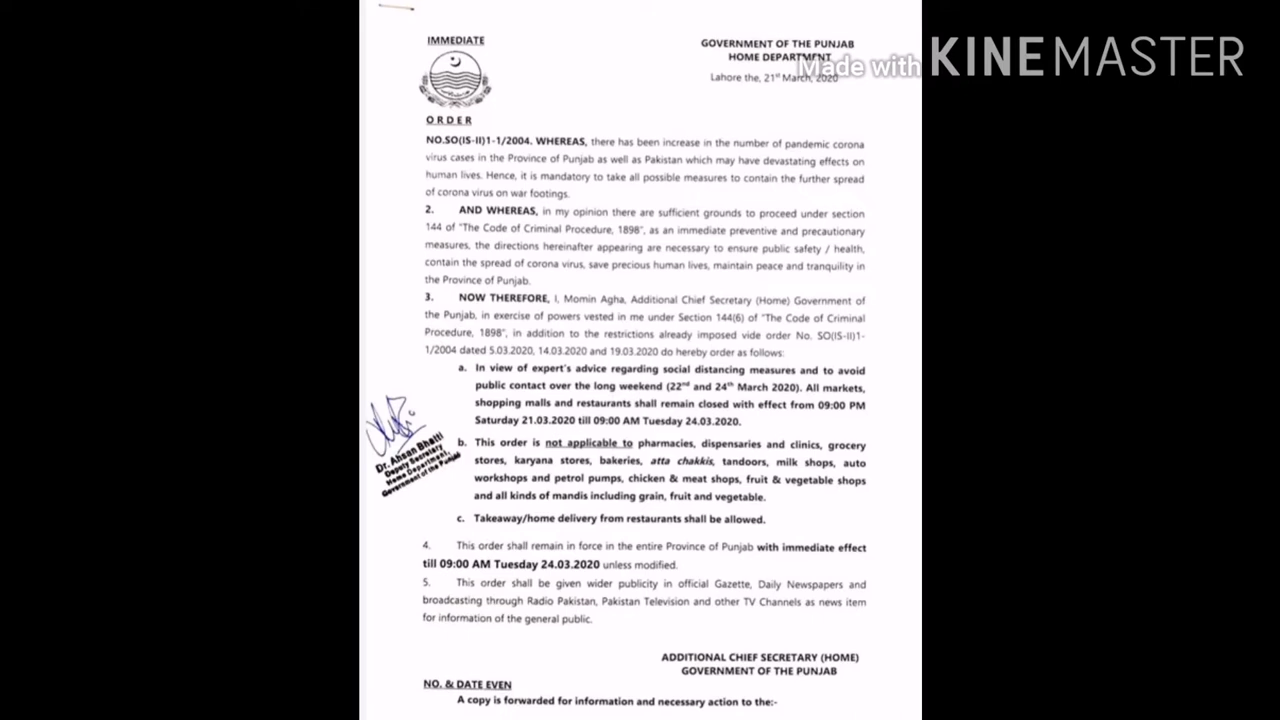 Made with KINEMASTER
IMMEDIATE
GOVERNMENT OF THE PUNJAB
HOME DEPARTMENT
Lahore the, 21st March, 2020
ORDER
NO.SO(IS-II)1-1/2004. WHEREAS, there has been increase in the number of pandemic corona
virus cases in the Province of Punjab as well as Pakistan which may have devastating effects on
human lives. Hence, it is mandatory to take all possible measures to contain the further spread
of corona virus on war footings.
2. AND WHEREAS, in my opinion there are sufficient grounds to proceed under section
144 of "The Code of Criminal Procedure, 1898", as an immediate preventive and precautionary
measures, the directions hereinafter appearing are necessary to ensure public safety / health,
contain the spread of corona virus, save precious human lives, maintain peace and tranquility in
the Province of Punjab.
3. NOW THEREFORE, I, Momin Agha, Additional Chief Secretary (Home) Government of
the Punjab, in exercise of powers vested in me under Section 144(6) of "The Code of Criminal
Procedure, 1898", in addition to the restrictions already imposed vide order No. SO(IS-II)1-
1/2004 dated 5.03.2020, 14.03.2020 and 19.03.2020 do hereby order as follows:
a. In view of expert's advice regarding social distancing measures and to avoid
public contact over the long weekend (22nd and 24th March 2020). All markets,
shopping malls and restaurants shall remain closed with effect from 09:00 PM
Saturday 21.03.2020 till 09:00 AM Tuesday 24.03.2020.
b. This order is not applicable to pharmacies, dispensaries and clinics, grocery
stores, karyana stores, bakeries, atta chakkis, tandoors, milk shops, auto
workshops and petrol pumps, chicken & meat shops, fruit & vegetable shops
and all kinds of mandis including grain, fruit and vegetable.
c. Takeaway/home delivery from restaurants shall be allowed.
Dr. Ahsan Bhatti
Deputy Secretary
Home Department,
Government of the Punjab
4. This order shall remain in force in the entire Province of Punjab with immediate effect
till 09:00 AM Tuesday 24.03.2020 unless modified.
5. This order shall be given wider publicity in official Gazette, Daily Newspapers and
broadcasting through Radio Pakistan, Pakistan Television and other TV Channels as news item
for information of the general public.
ADDITIONAL CHIEF SECRETARY (HOME)
GOVERNMENT OF THE PUNJAB
NO. & DATE EVEN
A copy is forwarded for information and necessary action to the:-